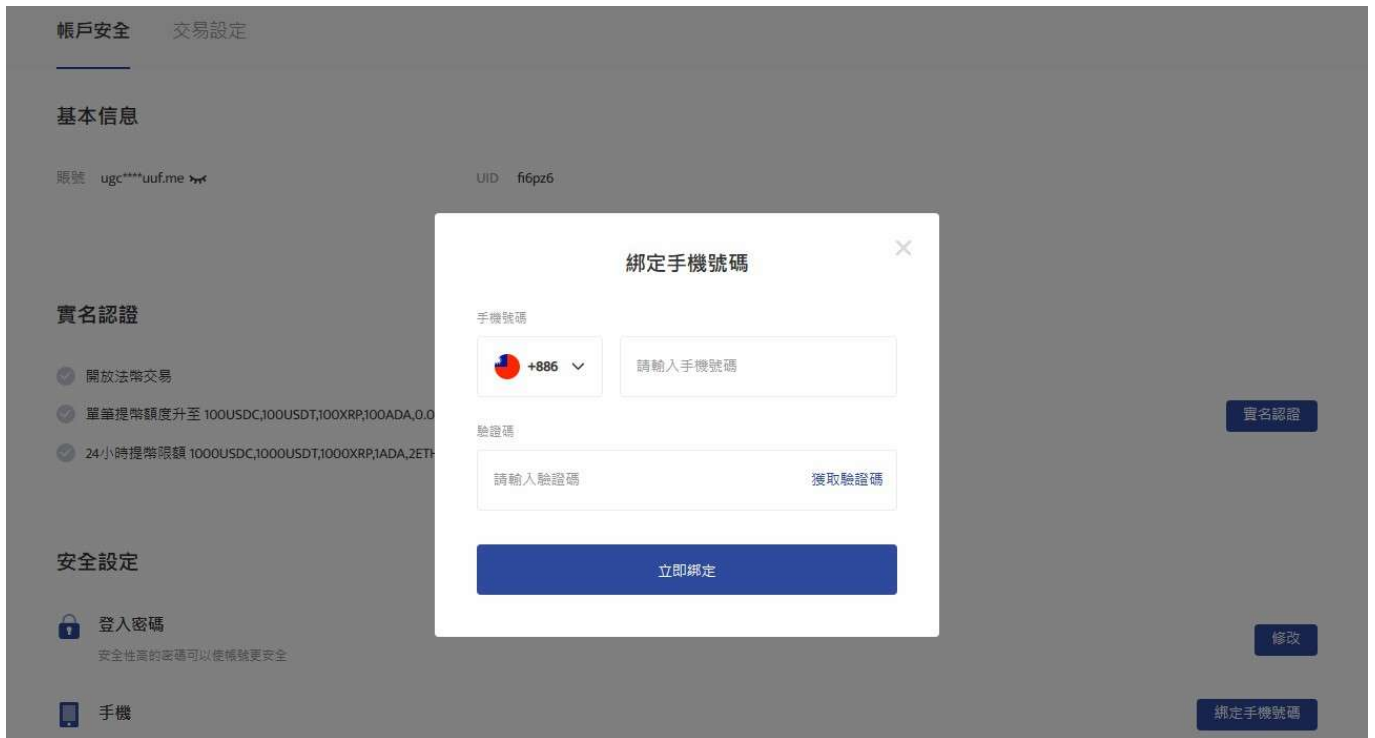 帳戶安全 交易設定
基本信息
賬號 ugc****uuf.me UID fi6pz6
綁定手機號碼
實名認證
手機號碼
+886 請輸入手機號碼
開放法幣交易
單筆提幣額度升至 100USDC,100USDT,100XRP,100ADA,0.0
實名認證
驗證碼
24小時提幣限額 1000USDC,1000USDT,1000XRP,1ADA,2ETH
請輸入驗證碼 獲取驗證碼
安全設定
立即綁定
登入密碼
修改
安全性高的密碼可以使帳號更安全
手機
綁定手機號碼